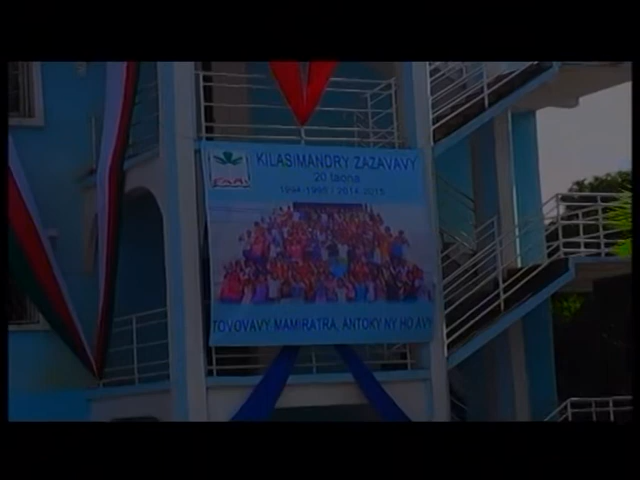 KILASIMANDRY ZAZAVAVY
20 taona
1994-1995 / 2014-2015
TOVOVAVY MAMIRATRA, ANTOKY NY HO AVY